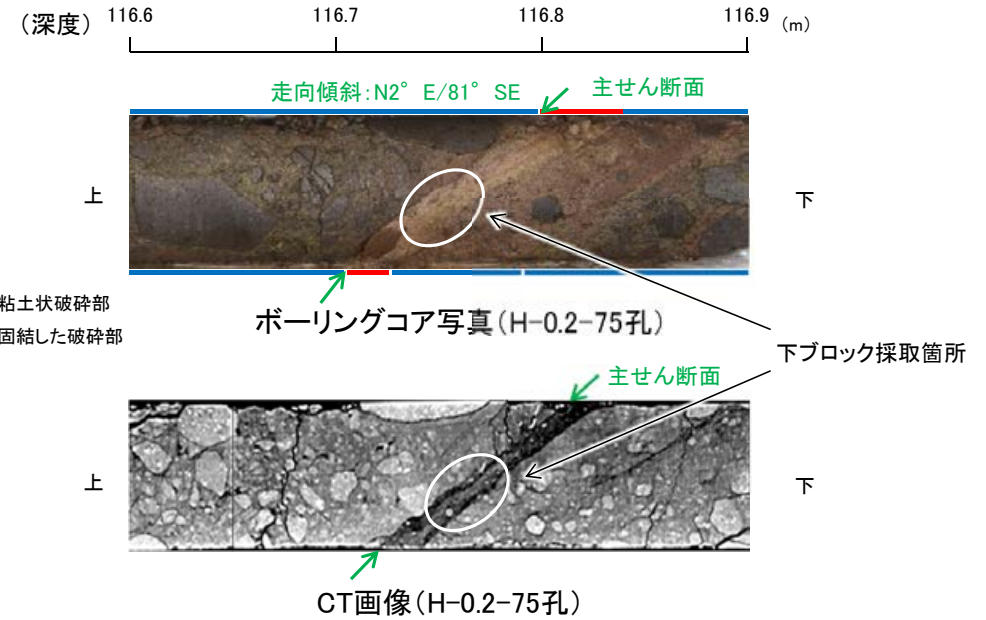 （深度）
116.6 116.7 116.8 116.9 (m)
走向傾斜：N2°E/81°SE 主せん断面
上 下
粘土状破砕部
固結した破砕部
ボーリングコア写真（H-0.2-75孔）
下ブロック採取箇所
主せん断面
上 下
CT画像（H-0.2-75孔）